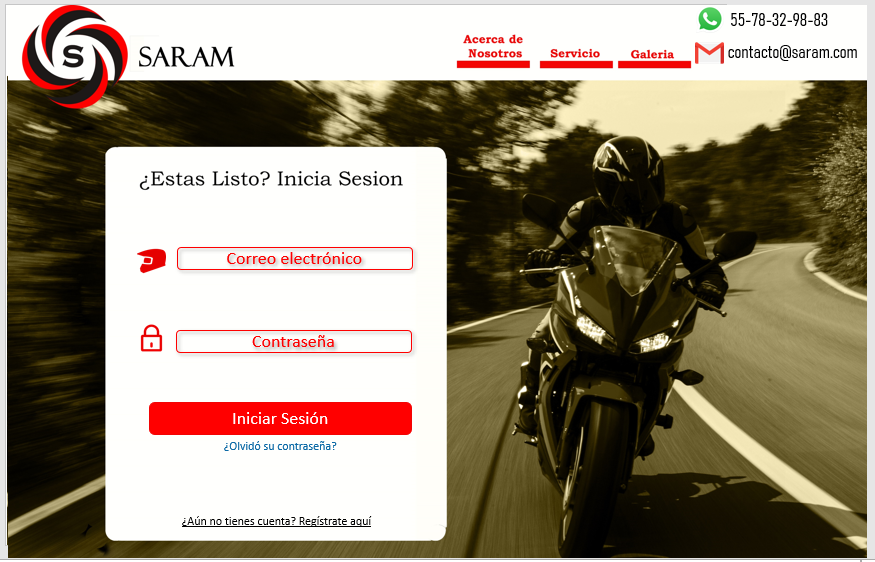 S
SARAM
Acerca de
Nosotros
Servicio
Galeria
55-78-32-98-83
contacto@saram.com
¿Estas Listo? Inicia Sesion
Correo electrónico
Contraseña
Iniciar Sesión
¿Olvidó su contraseña?
¿Aún no tienes cuenta? Regístrate aquí